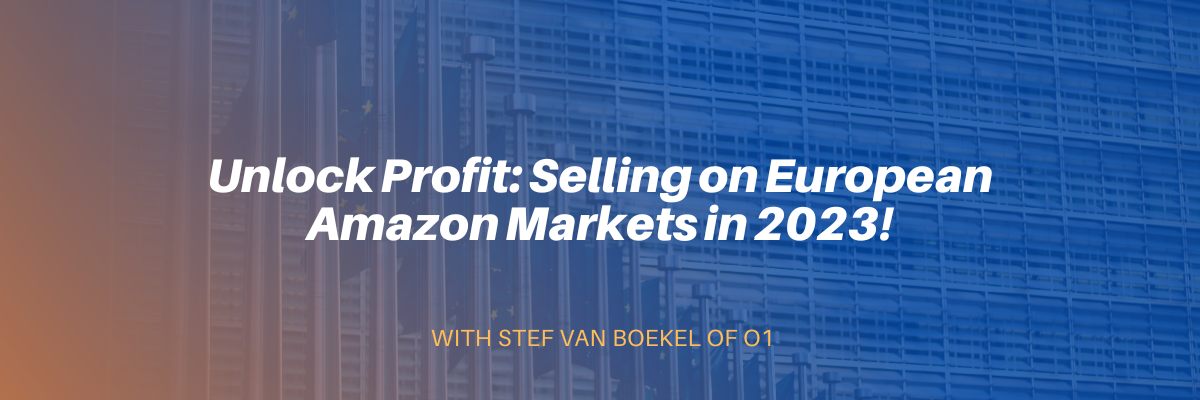 Unlock Profit: Selling on European
Amazon Markets in 2023!
WITH STEF VAN BOEKEL OF O1